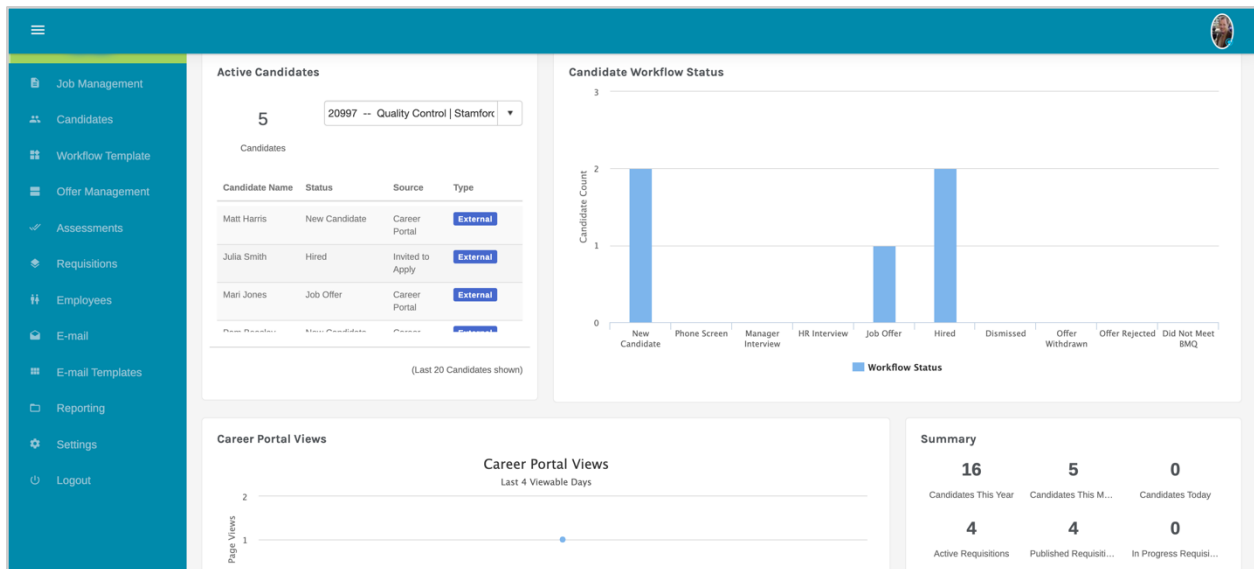 Job Management
Candidates
Workflow Template
Offer Management
Assessments
Requisitions
Employees
E-mail
E-mail Templates
Reporting
Settings
Logout
Active Candidates
5
Candidates
20997 -- Quality Control | Stamford
Candidate Name Status Source Type
Matt Harris New Candidate Career Portal External
Julia Smith Hired Invited to Apply External
Mari Jones Job Offer Career Portal External
New Candidate Career External
(Last 20 Candidates shown)
Candidate Workflow Status
3
2
1
0
Candidate Count
New Candidate
Phone Screen
Manager Interview
HR Interview
Job Offer
Hired
Dismissed
Offer Withdrawn
Offer Rejected
Did Not Meet BMQ
Workflow Status
Career Portal Views
Career Portal Views
Last 4 Viewable Days
2
1
Page Views
Summary
16 5 0
Candidates This Year Candidates This M... Candidates Today
4 4 0
Active Requisitions Published Requisiti... In Progress Requisi...